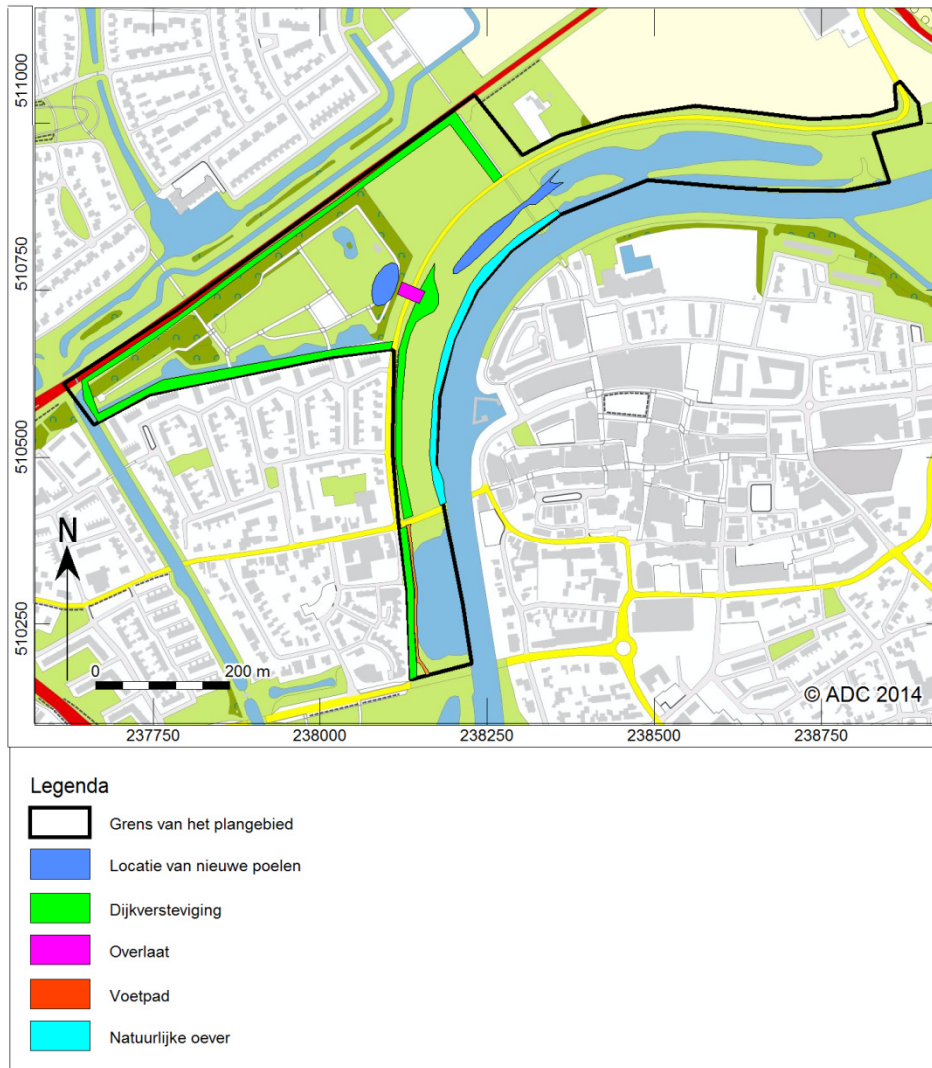 511000
510750
510500
510250
N
0 200 m
© ADC 2014
237750 238000 238250 238500 238750
Legenda
Grens van het plangebied
Locatie van nieuwe poelen
Dijkversteviging
Overlaat
Voetpad
Natuurlijke oever